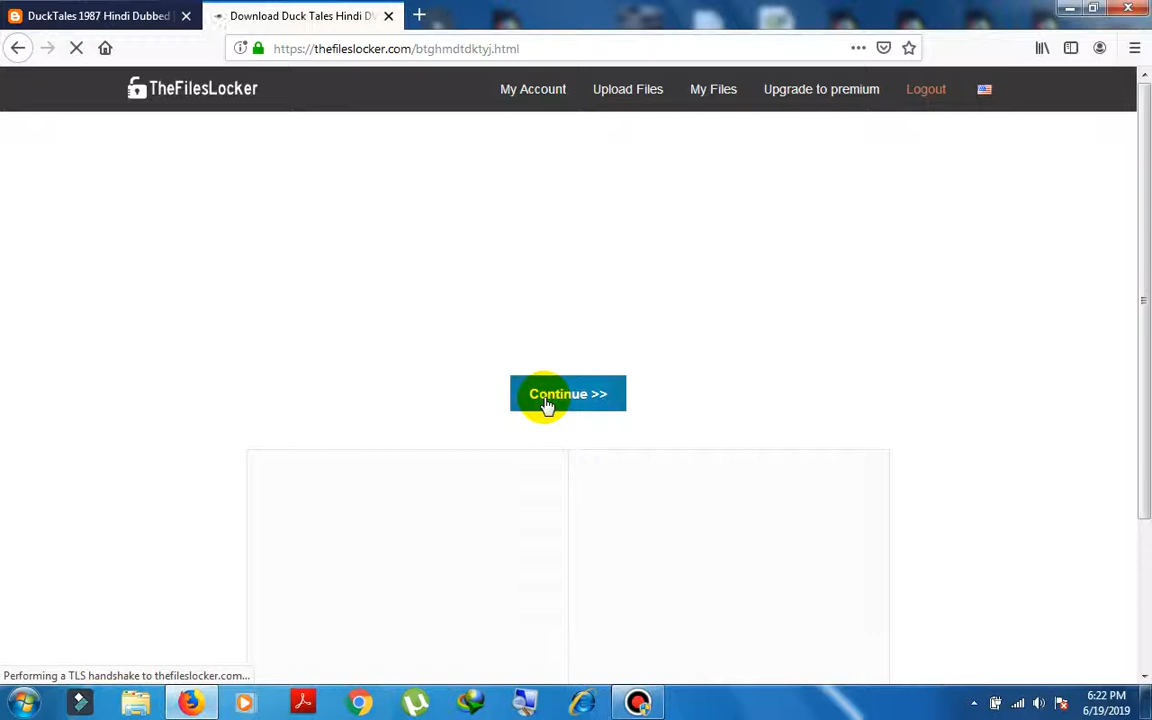 DuckTales 1987 Hindi Dubbed
Download Duck Tales Hindi DV
https://thefileslocker.com/btghmdtdktyj.html
TheFilesLocker
My Account
Upload Files
My Files
Upgrade to premium
Logout
Continue >>
Performing a TLS handshake to thefileslocker.com...
6:22 PM
6/19/2019